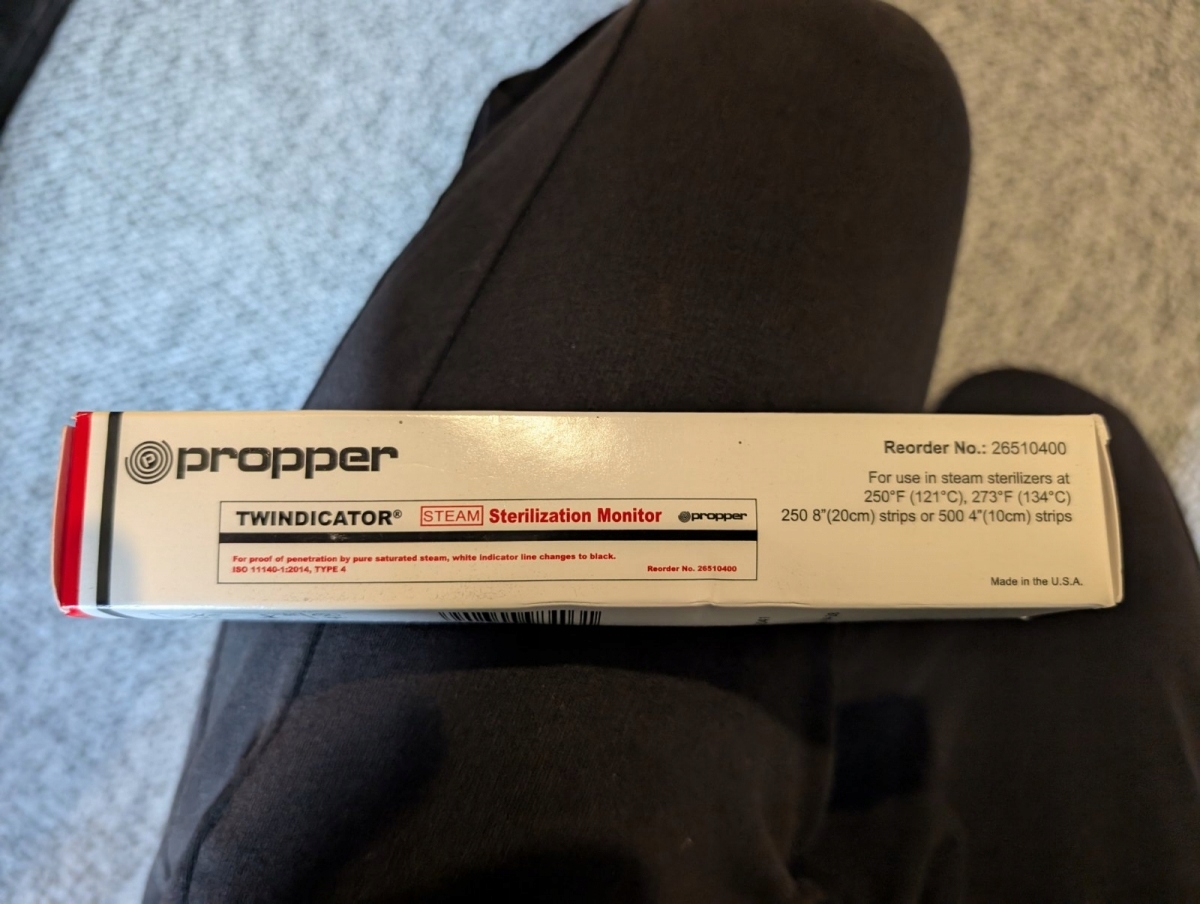 propper
TWINDICATOR® STEAM Sterilization Monitor propper
For proof of penetration by pure saturated steam, white indicator line changes to black.
ISO 11140-1:2014, TYPE 4
Reorder No. 26510400
Reorder No.: 26510400
For use in steam sterilizers at
250°F (121°C), 273°F (134°C)
250 8"(20cm) strips or 500 4"(10cm) strips
Made in the U.S.A.